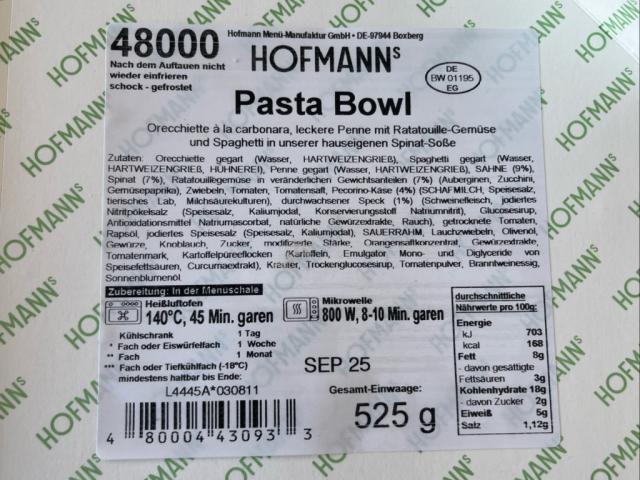 48000
Hofmann Menü-Manufaktur GmbH • DE-97944 Boxberg
HOFMANNs
Nach dem Auftauen nicht
wieder einfrieren
schock - gefrostet
DE
BW 01195
EG
Pasta Bowl
Orecchiette à la carbonara, leckere Penne mit Ratatouille-Gemüse
und Spaghetti in unserer hauseigenen Spinat-Soße
Zutaten: Orecchiette gegart (Wasser, HARTWEIZENGRIEß), Spaghetti gegart (Wasser,
HARTWEIZENGRIEß, HÜHNEREI), Penne gegart (Wasser, HARTWEIZENGRIEß), SAHNE (9%),
Spinat (7%), Ratatouillegemüse in veränderlichen Gewichtsanteilen (7%) (Auberginen, Zucchini,
Gemüsepaprika), Zwiebeln, Tomaten, Tomatensaft, Pecorino-Käse (4%) (SCHAFMILCH, Speisesalz,
tierisches Lab, Milchsäurekulturen), durchwachsener Speck (1%) (Schweinefleisch, jodiertes
Nitritpökelsalz (Speisesalz, Kaliumjodat), Konservierungsstoff Natriumnitrit), Glucosesirup,
Antioxidationsmittel Natriumascorbat, natürliche Gewürzextrakte, Rauch), getrocknete Tomaten,
Rapsöl, jodiertes Speisesalz (Speisesalz, Kaliumjodat), SAUERRAHM, Lauchzwiebeln, Olivenöl,
Gewürze, Knoblauch, Zucker, modifizierte Stärke, Orangensaftkonzentrat, Gewürzextrakte,
Tomatenmark, Kartoffelpüreeflocken (Kartoffeln, Emulgator Mono- und Diglyceride von
Speisefettsäuren, Curcumaextrakt), Kräuter, Trockenglucosesirup, Tomatenpulver, Branntweinessig,
Sonnenblumenöl.
Zubereitung: In der Menuschale
Heißluftofen
140°C, 45 Min. garen
Mikrowelle
800 W, 8-10 Min. garen
Kühlschrank 1 Tag
* Fach oder Eiswürfelfach 1 Woche
** Fach 1 Monat
*** Fach oder Tiefkühlfach (-18°C)
mindestens haltbar bis Ende:
SEP 25
L4445A*030811
4 80004 43093 3
Gesamt-Einwaage:
525 g
durchschnittliche
Nährwerte pro 100g:
Energie
kJ 703
kcal 168
Fett 8g
- davon gesättigte
Fettsäuren 3g
Kohlenhydrate 18g
- davon Zucker 2g
Eiweiß 5g
Salz 1,12g